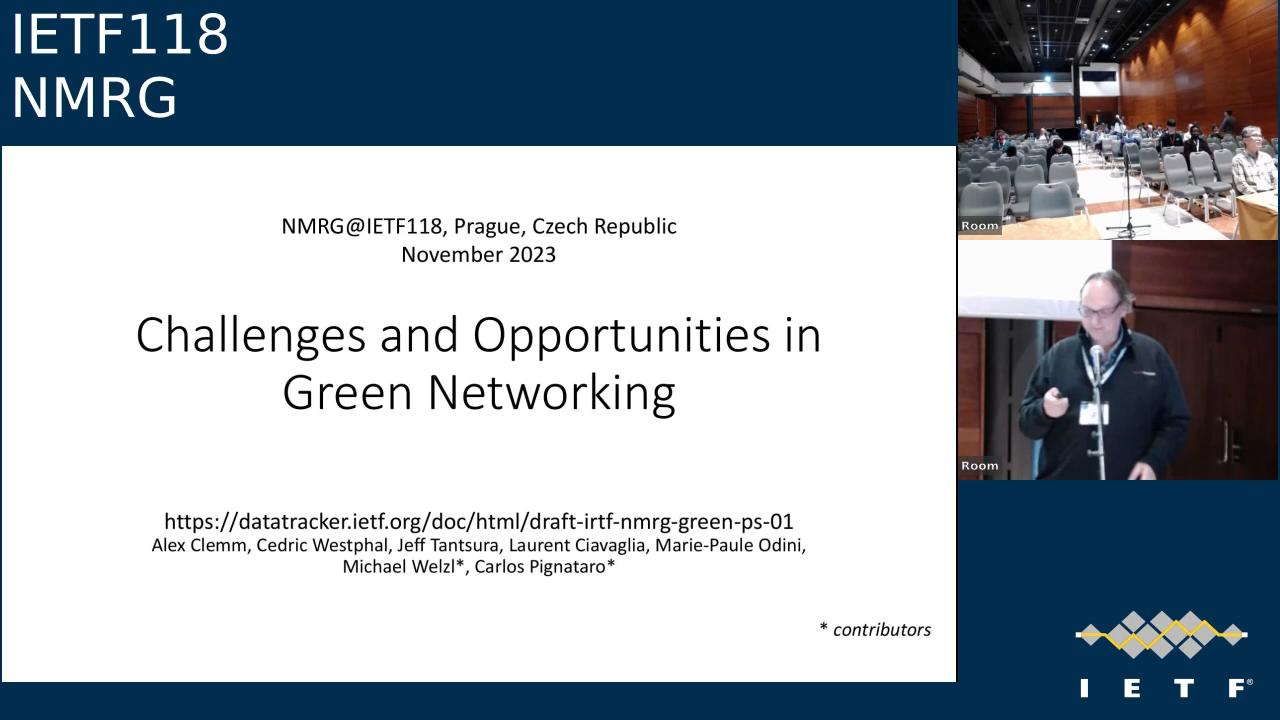 IETF118
NMRG
NMRG@IETF118, Prague, Czech Republic
November 2023
Challenges and Opportunities in
Green Networking
https://datatracker.ietf.org/doc/html/draft-irtf-nmrg-green-ps-01
Alex Clemm, Cedric Westphal, Jeff Tantsura, Laurent Ciavaglia, Marie-Paule Odini,
Michael Welzl*, Carlos Pignataro*
* contributors
Room
Room
I E T F®